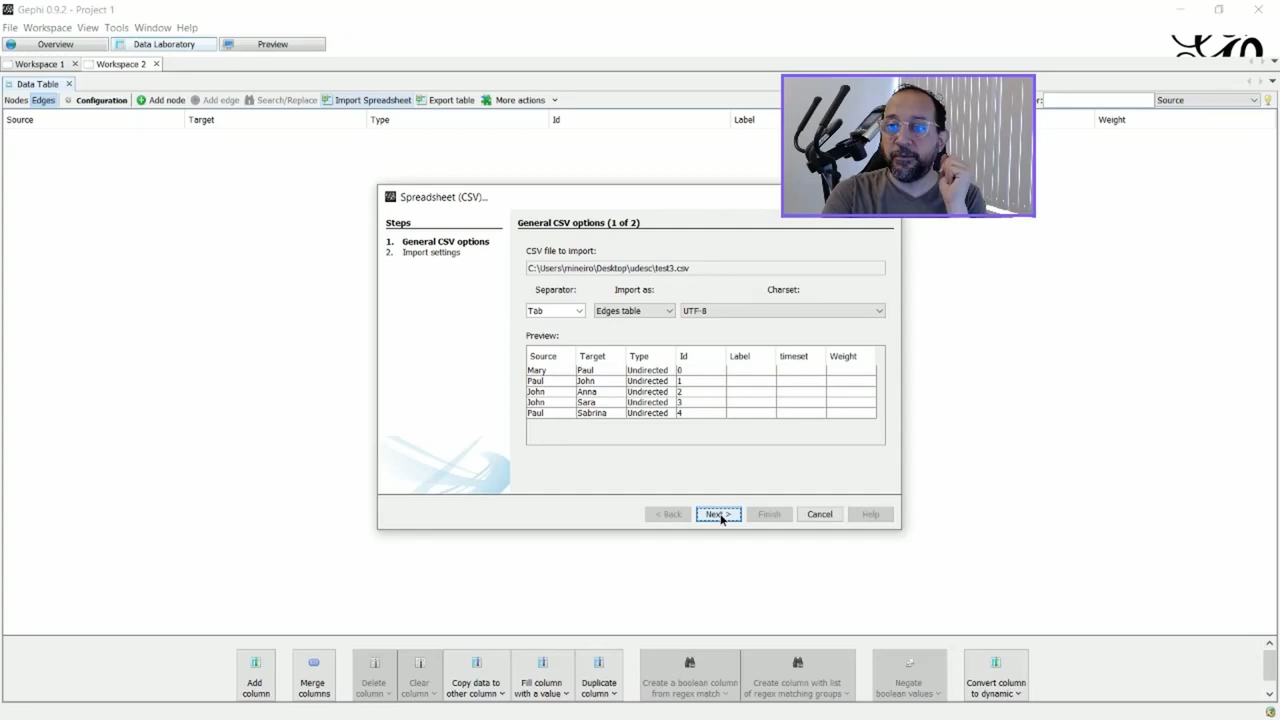 Gephi 0.9.2 - Project 1
File Workspace View Tools Window Help
Overview Data Laboratory Preview
Workspace 1 Workspace 2
Data Table
Nodes Edges Configuration Add node Add edge Search/Replace Import Spreadsheet Export table More actions Source
Source Target Type Id Label Weight
Spreadsheet (CSV)...
Steps
1. General CSV options
2. Import settings
General CSV options (1 of 2)
CSV file to import:
C:\Users\mineiro\Desktop\udesc\test3.csv
Separator: Import as: Charset:
Tab Edges table UTF-8
Preview:
Source Target Type Id Label timeset Weight
Mary Paul Undirected 0
Paul John Undirected 1
John Anna Undirected 2
John Sara Undirected 3
Paul Sabrina Undirected 4
< Back Next > Finish Cancel Help
Add column
Merge columns
Delete column
Clear column
Copy data to other column
Fill column with a value
Duplicate column
Create a boolean column from regex match
Create column with list of regex matching groups
Negate boolean values
Convert column to dynamic